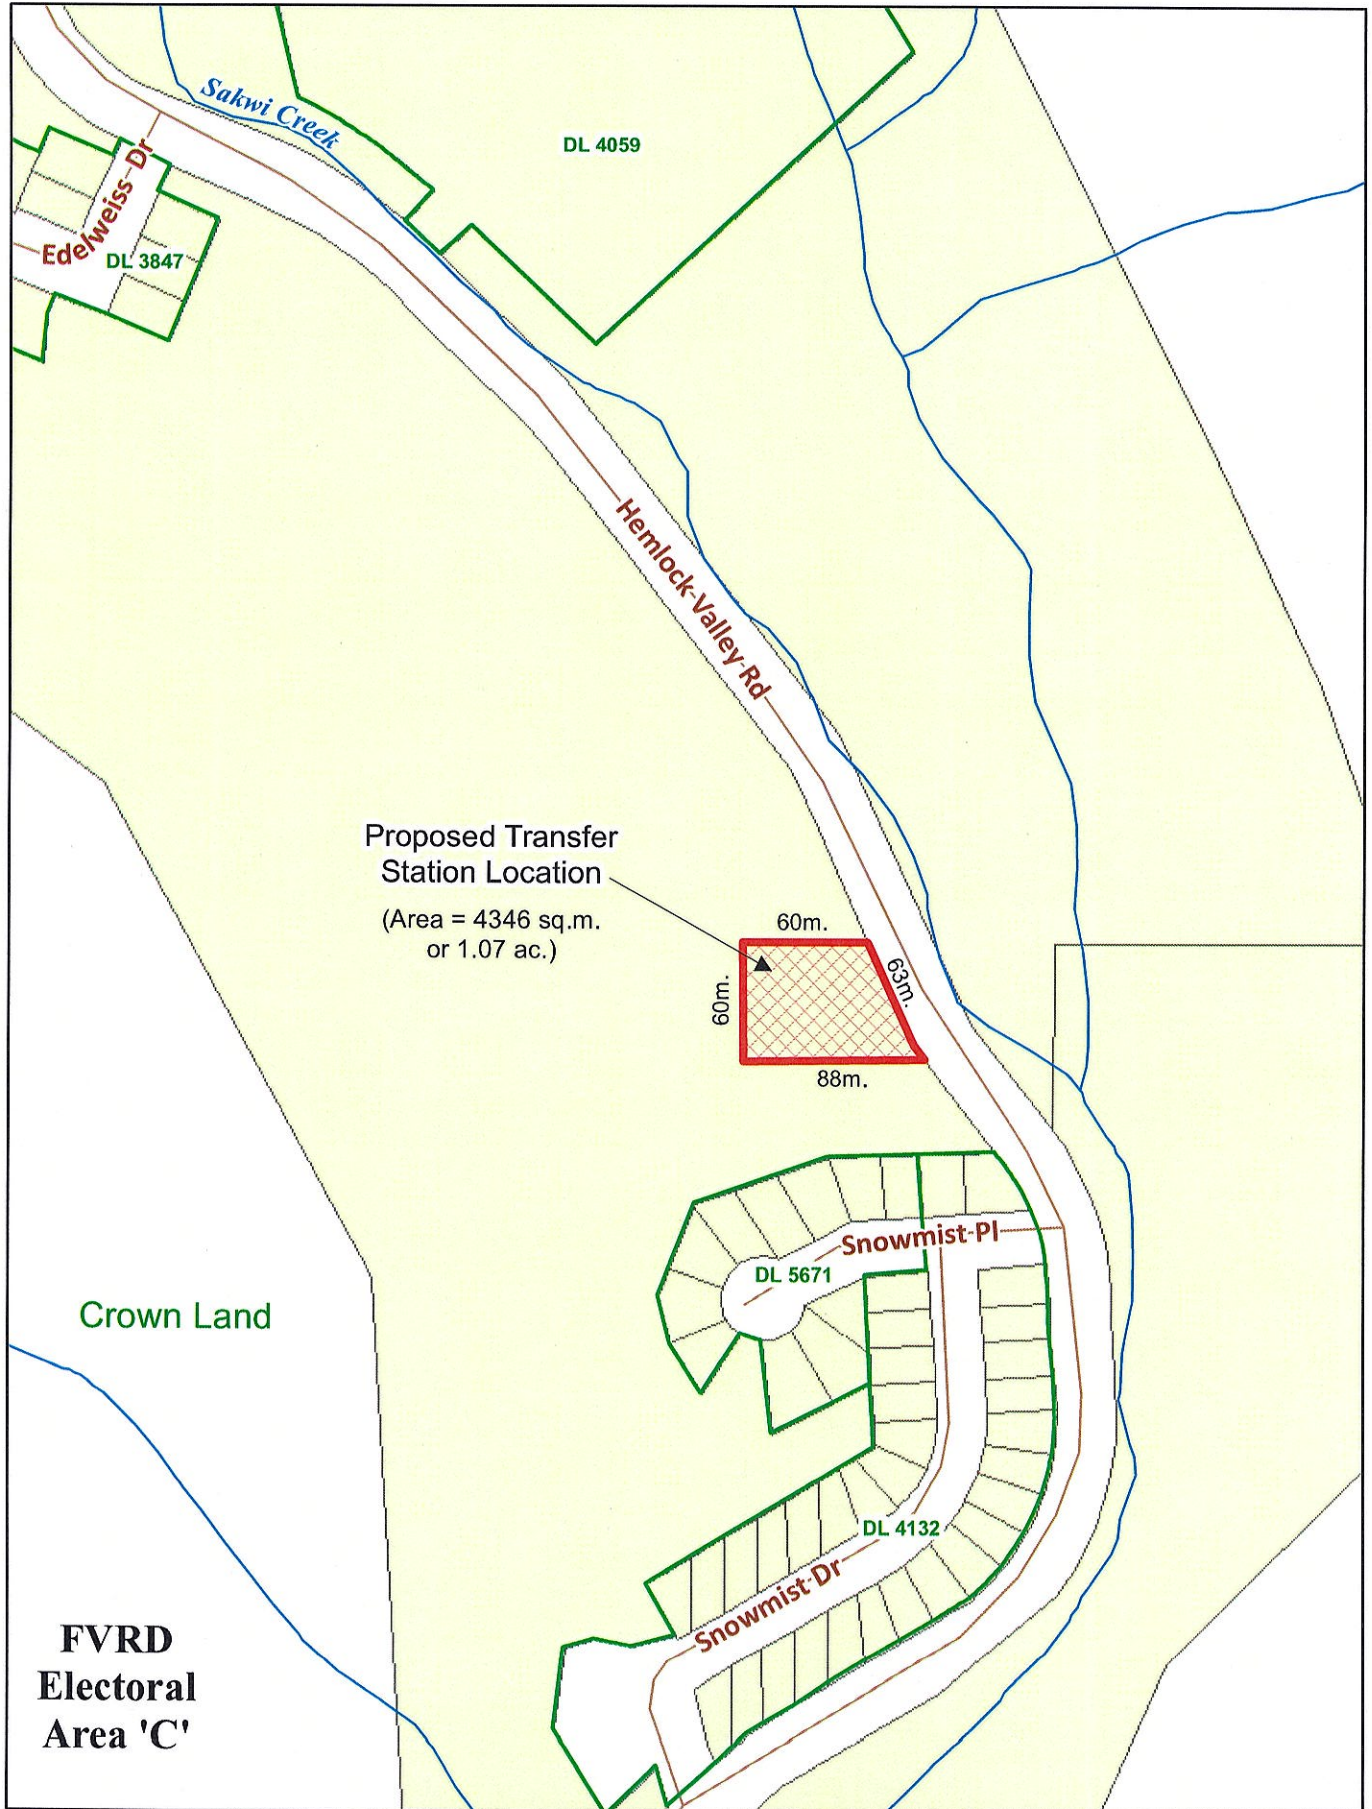 Sakwi Creek
DL 4059
Edelweiss Dr
DL 3847
Hemlock Valley Rd
Proposed Transfer
Station Location
(Area = 4346 sq.m.
or 1.07 ac.)
60m.
63m.
60m.
88m.
Snowmist Pl
DL 5671
Crown Land
DL 4132
Snowmist Dr
FVRD
Electoral
Area 'C'